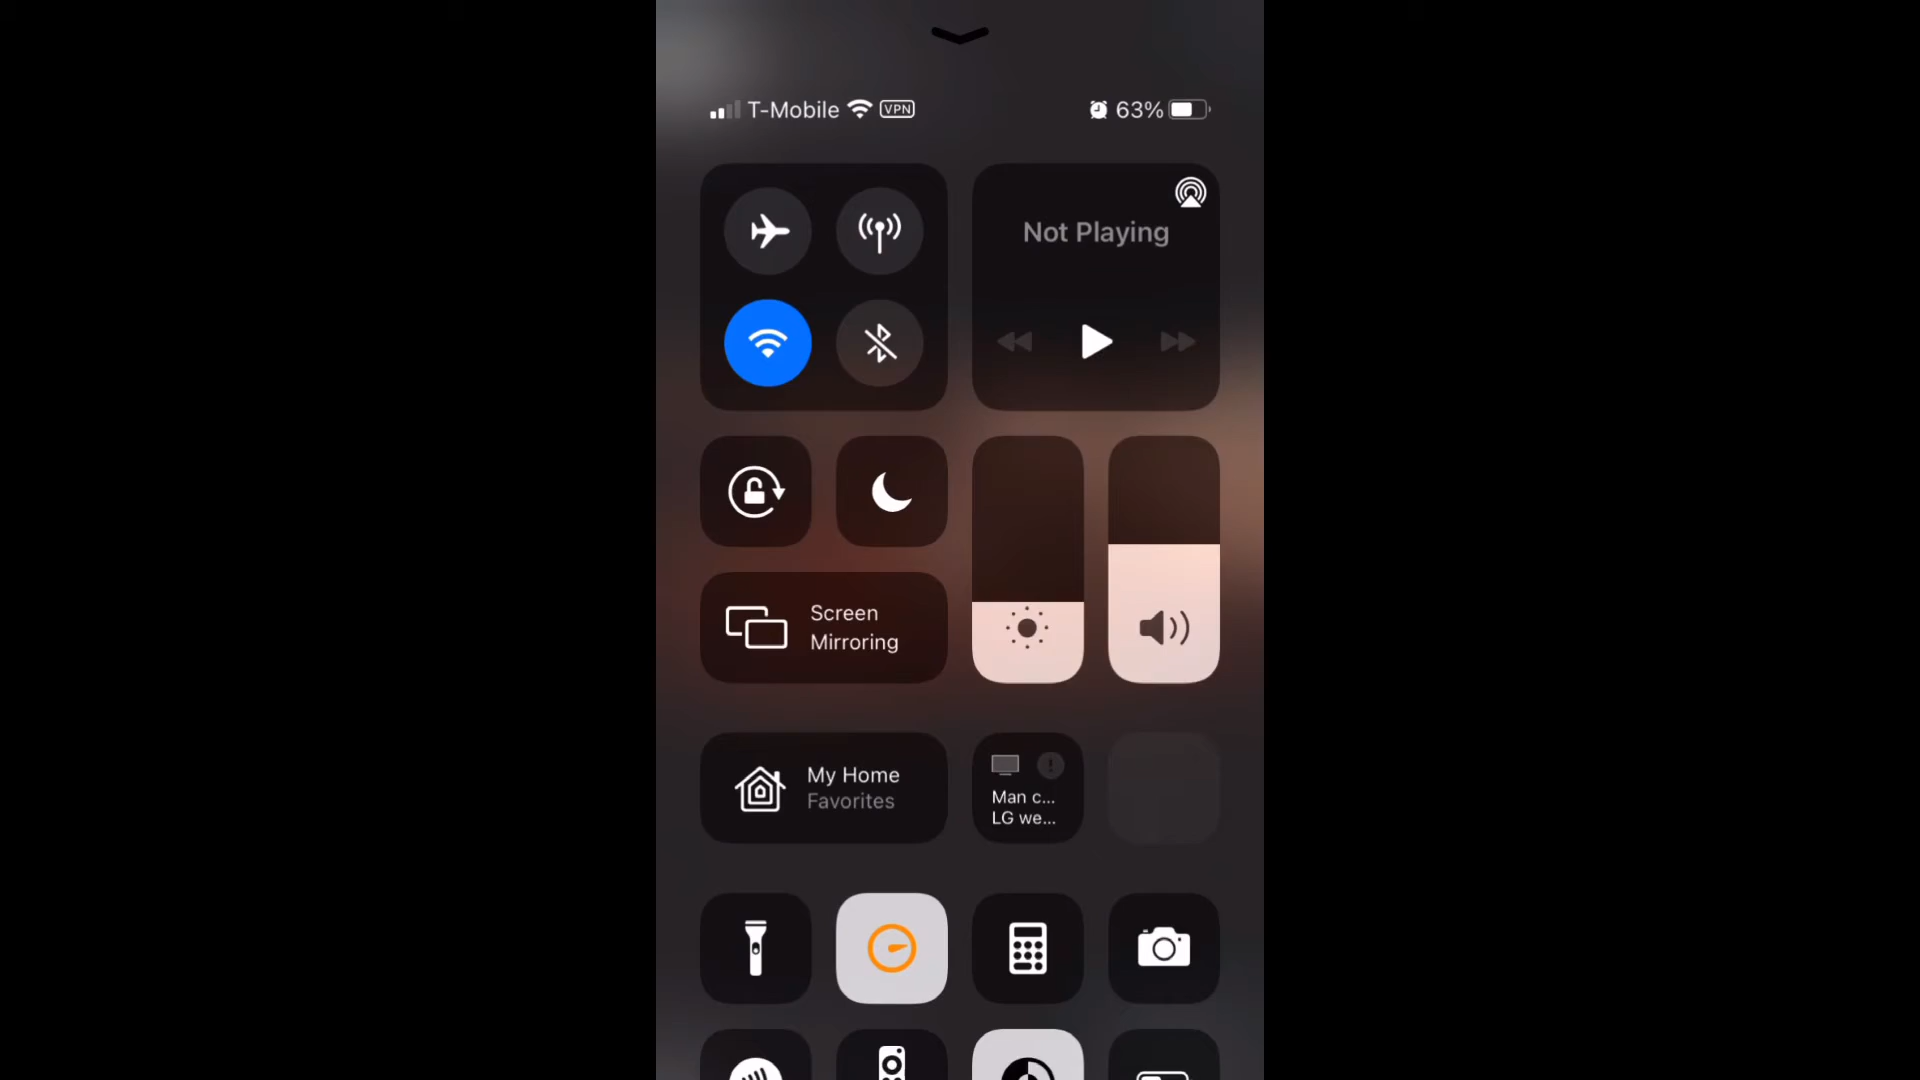 T-Mobile VPN 63%
Not Playing
Screen
Mirroring
My Home
Favorites
Man c...
LG we...